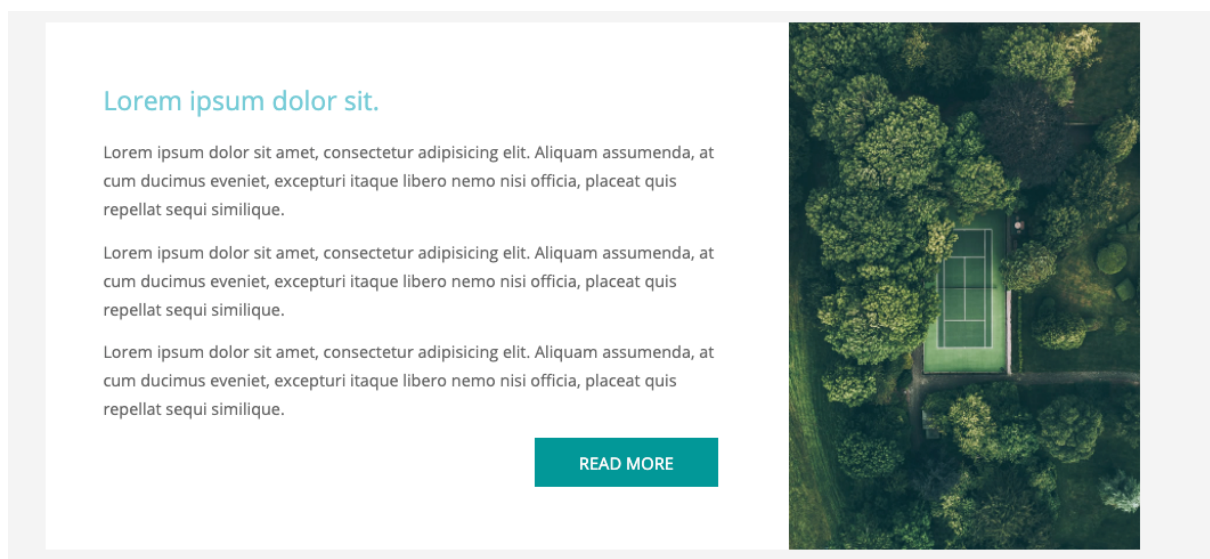 Lorem ipsum dolor sit.
Lorem ipsum dolor sit amet, consectetur adipisicing elit. Aliquam assumenda, at
cum ducimus eveniet, excepturi itaque libero nemo nisi officia, placeat quis
repellat sequi similique.
Lorem ipsum dolor sit amet, consectetur adipisicing elit. Aliquam assumenda, at
cum ducimus eveniet, excepturi itaque libero nemo nisi officia, placeat quis
repellat sequi similique.
Lorem ipsum dolor sit amet, consectetur adipisicing elit. Aliquam assumenda, at
cum ducimus eveniet, excepturi itaque libero nemo nisi officia, placeat quis
repellat sequi similique.
READ MORE